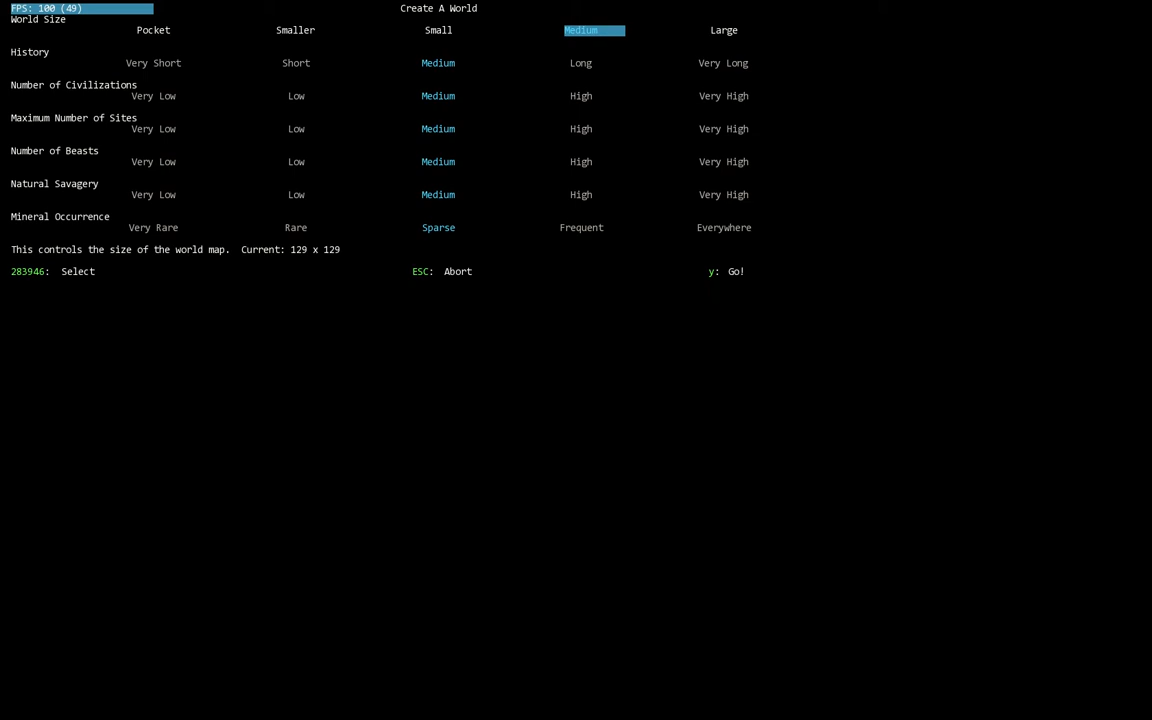 FPS: 100 (49) Create A World
World Size
Pocket Smaller Small Medium Large
History
Very Short Short Medium Long Very Long
Number of Civilizations
Very Low Low Medium High Very High
Maximum Number of Sites
Very Low Low Medium High Very High
Number of Beasts
Very Low Low Medium High Very High
Natural Savagery
Very Low Low Medium High Very High
Mineral Occurrence
Very Rare Rare Sparse Frequent Everywhere
This controls the size of the world map. Current: 129 x 129
283946: Select ESC: Abort y: Go!